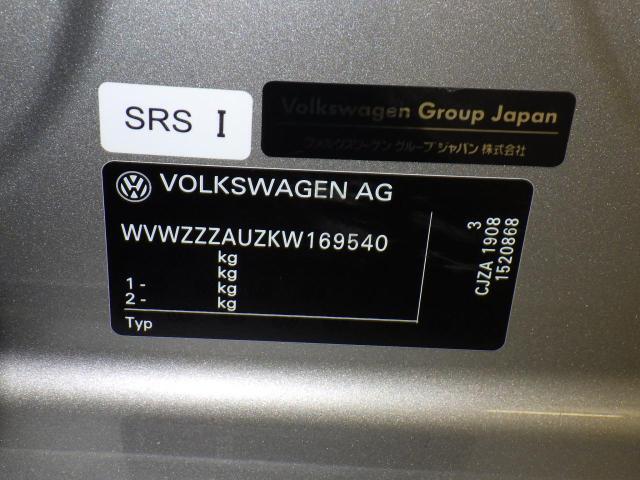 SRS I
Volkswagen Group Japan
フォルクスワーゲン グループ ジャパン 株式会社
VOLKSWAGEN AG
WVWZZZAUZKW169540
kg
kg
1 - kg
2 - kg
Typ
3
CJZA 1908
1520868